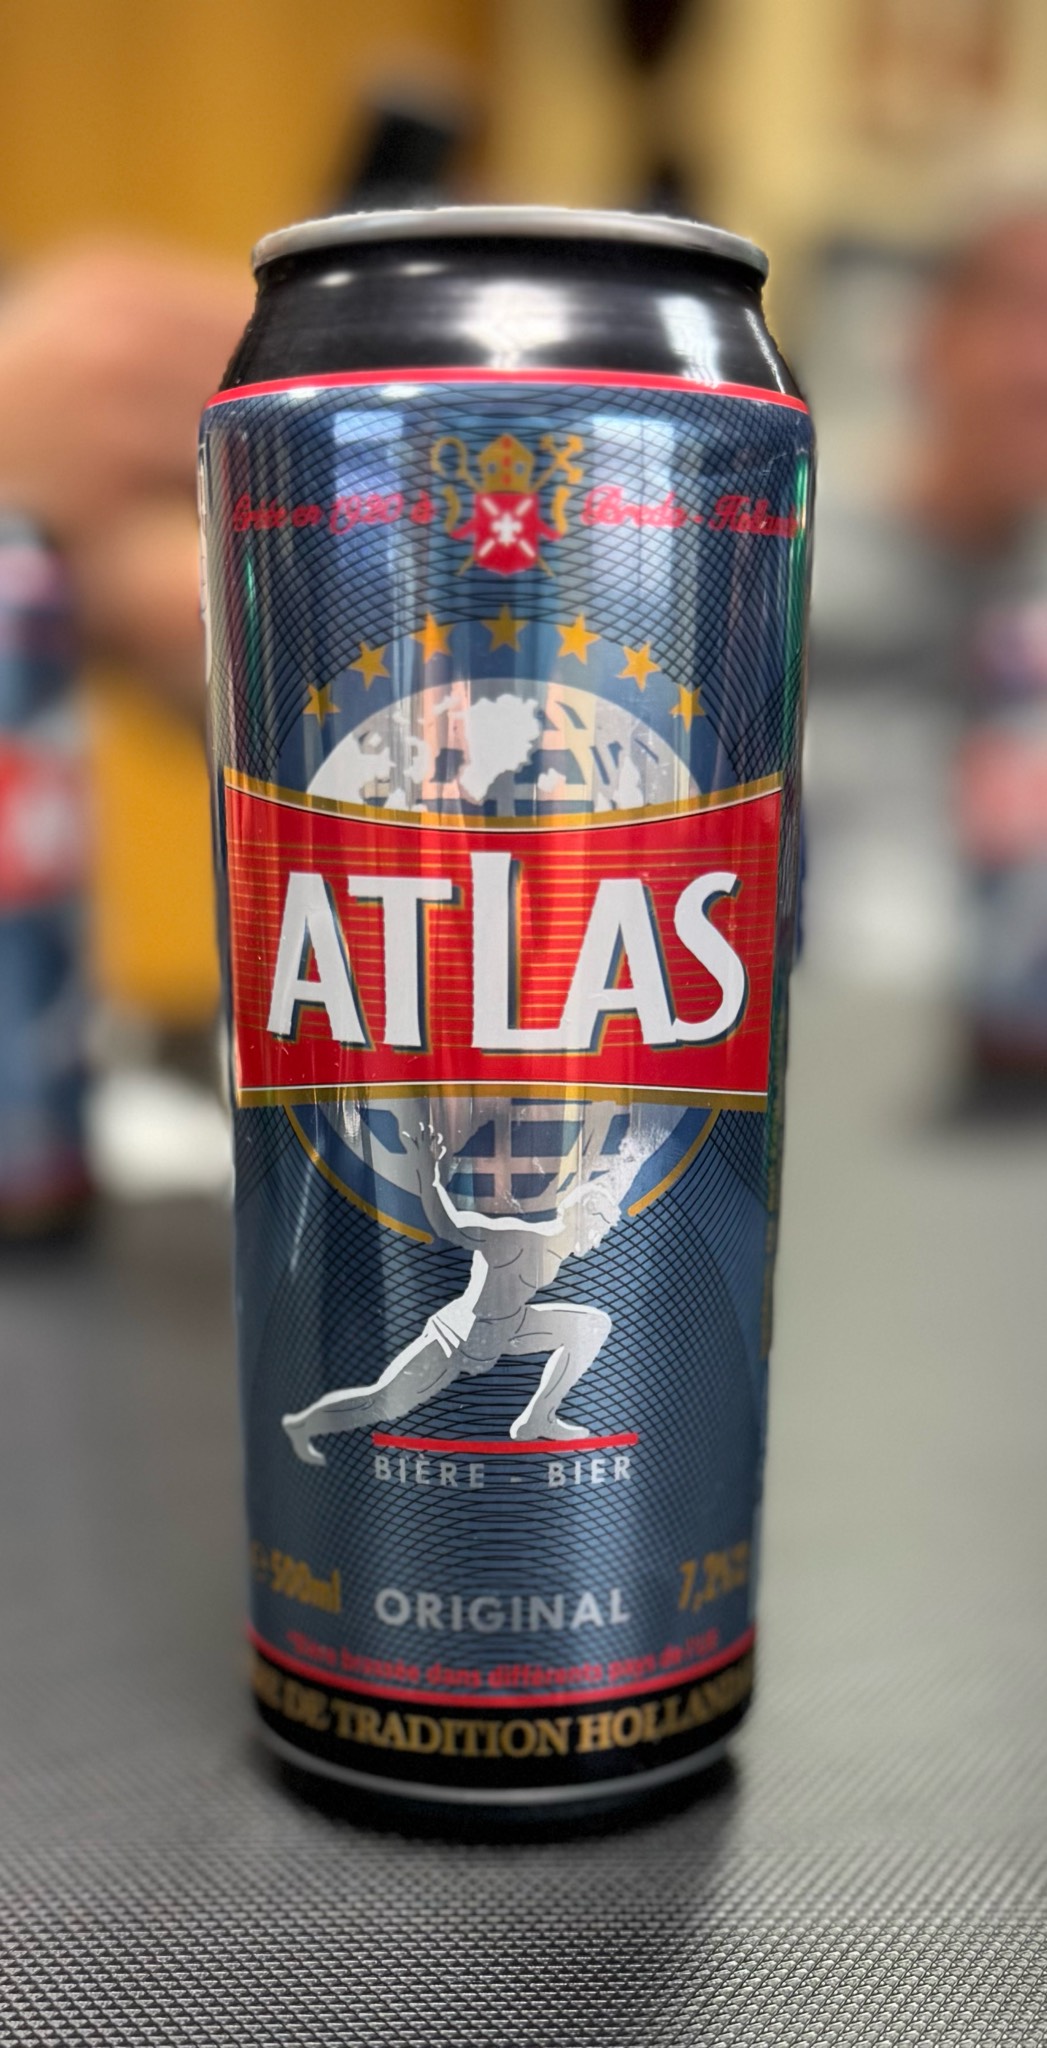 Créée en 1920 à Breda - Holland
ATLAS
BIÈRE - BIER
500ml ORIGINAL 7,2%
brassée dans différents pays de l'UE
DE TRADITION HOLLAND